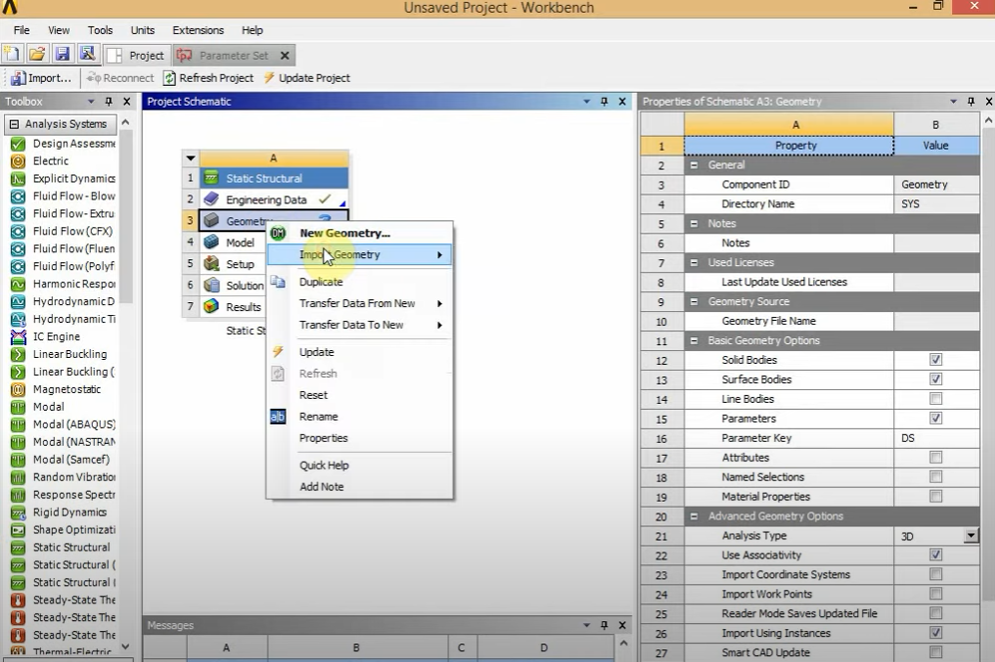 Unsaved Project - Workbench
File View Tools Units Extensions Help
Project Parameter Set
Import... Reconnect Refresh Project Update Project
Toolbox
Analysis Systems
Design Assessme
Electric
Explicit Dynamics
Fluid Flow - Blow
Fluid Flow - Extru
Fluid Flow (CFX)
Fluid Flow (Fluen
Fluid Flow (Polyf
Harmonic Respor
Hydrodynamic D
Hydrodynamic Ti
IC Engine
Linear Buckling
Linear Buckling (
Magnetostatic
Modal
Modal (ABAQUS)
Modal (NASTRAN
Modal (Samcef)
Random Vibratio
Response Spectr
Rigid Dynamics
Shape Optimizati
Static Structural
Static Structural (
Static Structural (
Steady-State The
Steady-State The
Steady-State The
Thermal-Electric
Project Schematic
A
1 Static Structural
2 Engineering Data
3 Geometry
4 Model
5 Setup
6 Solution
7 Results
Static St
New Geometry...
Import Geometry
Duplicate
Transfer Data From New
Transfer Data To New
Update
Refresh
Reset
Rename
Properties
Quick Help
Add Note
Messages
A B C D
Properties of Schematic A3: Geometry
A B
1 Property Value
2 General
3 Component ID Geometry
4 Directory Name SYS
5 Notes
6 Notes
7 Used Licenses
8 Last Update Used Licenses
9 Geometry Source
10 Geometry File Name
11 Basic Geometry Options
12 Solid Bodies
13 Surface Bodies
14 Line Bodies
15 Parameters
16 Parameter Key DS
17 Attributes
18 Named Selections
19 Material Properties
20 Advanced Geometry Options
21 Analysis Type 3D
22 Use Associativity
23 Import Coordinate Systems
24 Import Work Points
25 Reader Mode Saves Updated File
26 Import Using Instances
27 Smart CAD Update